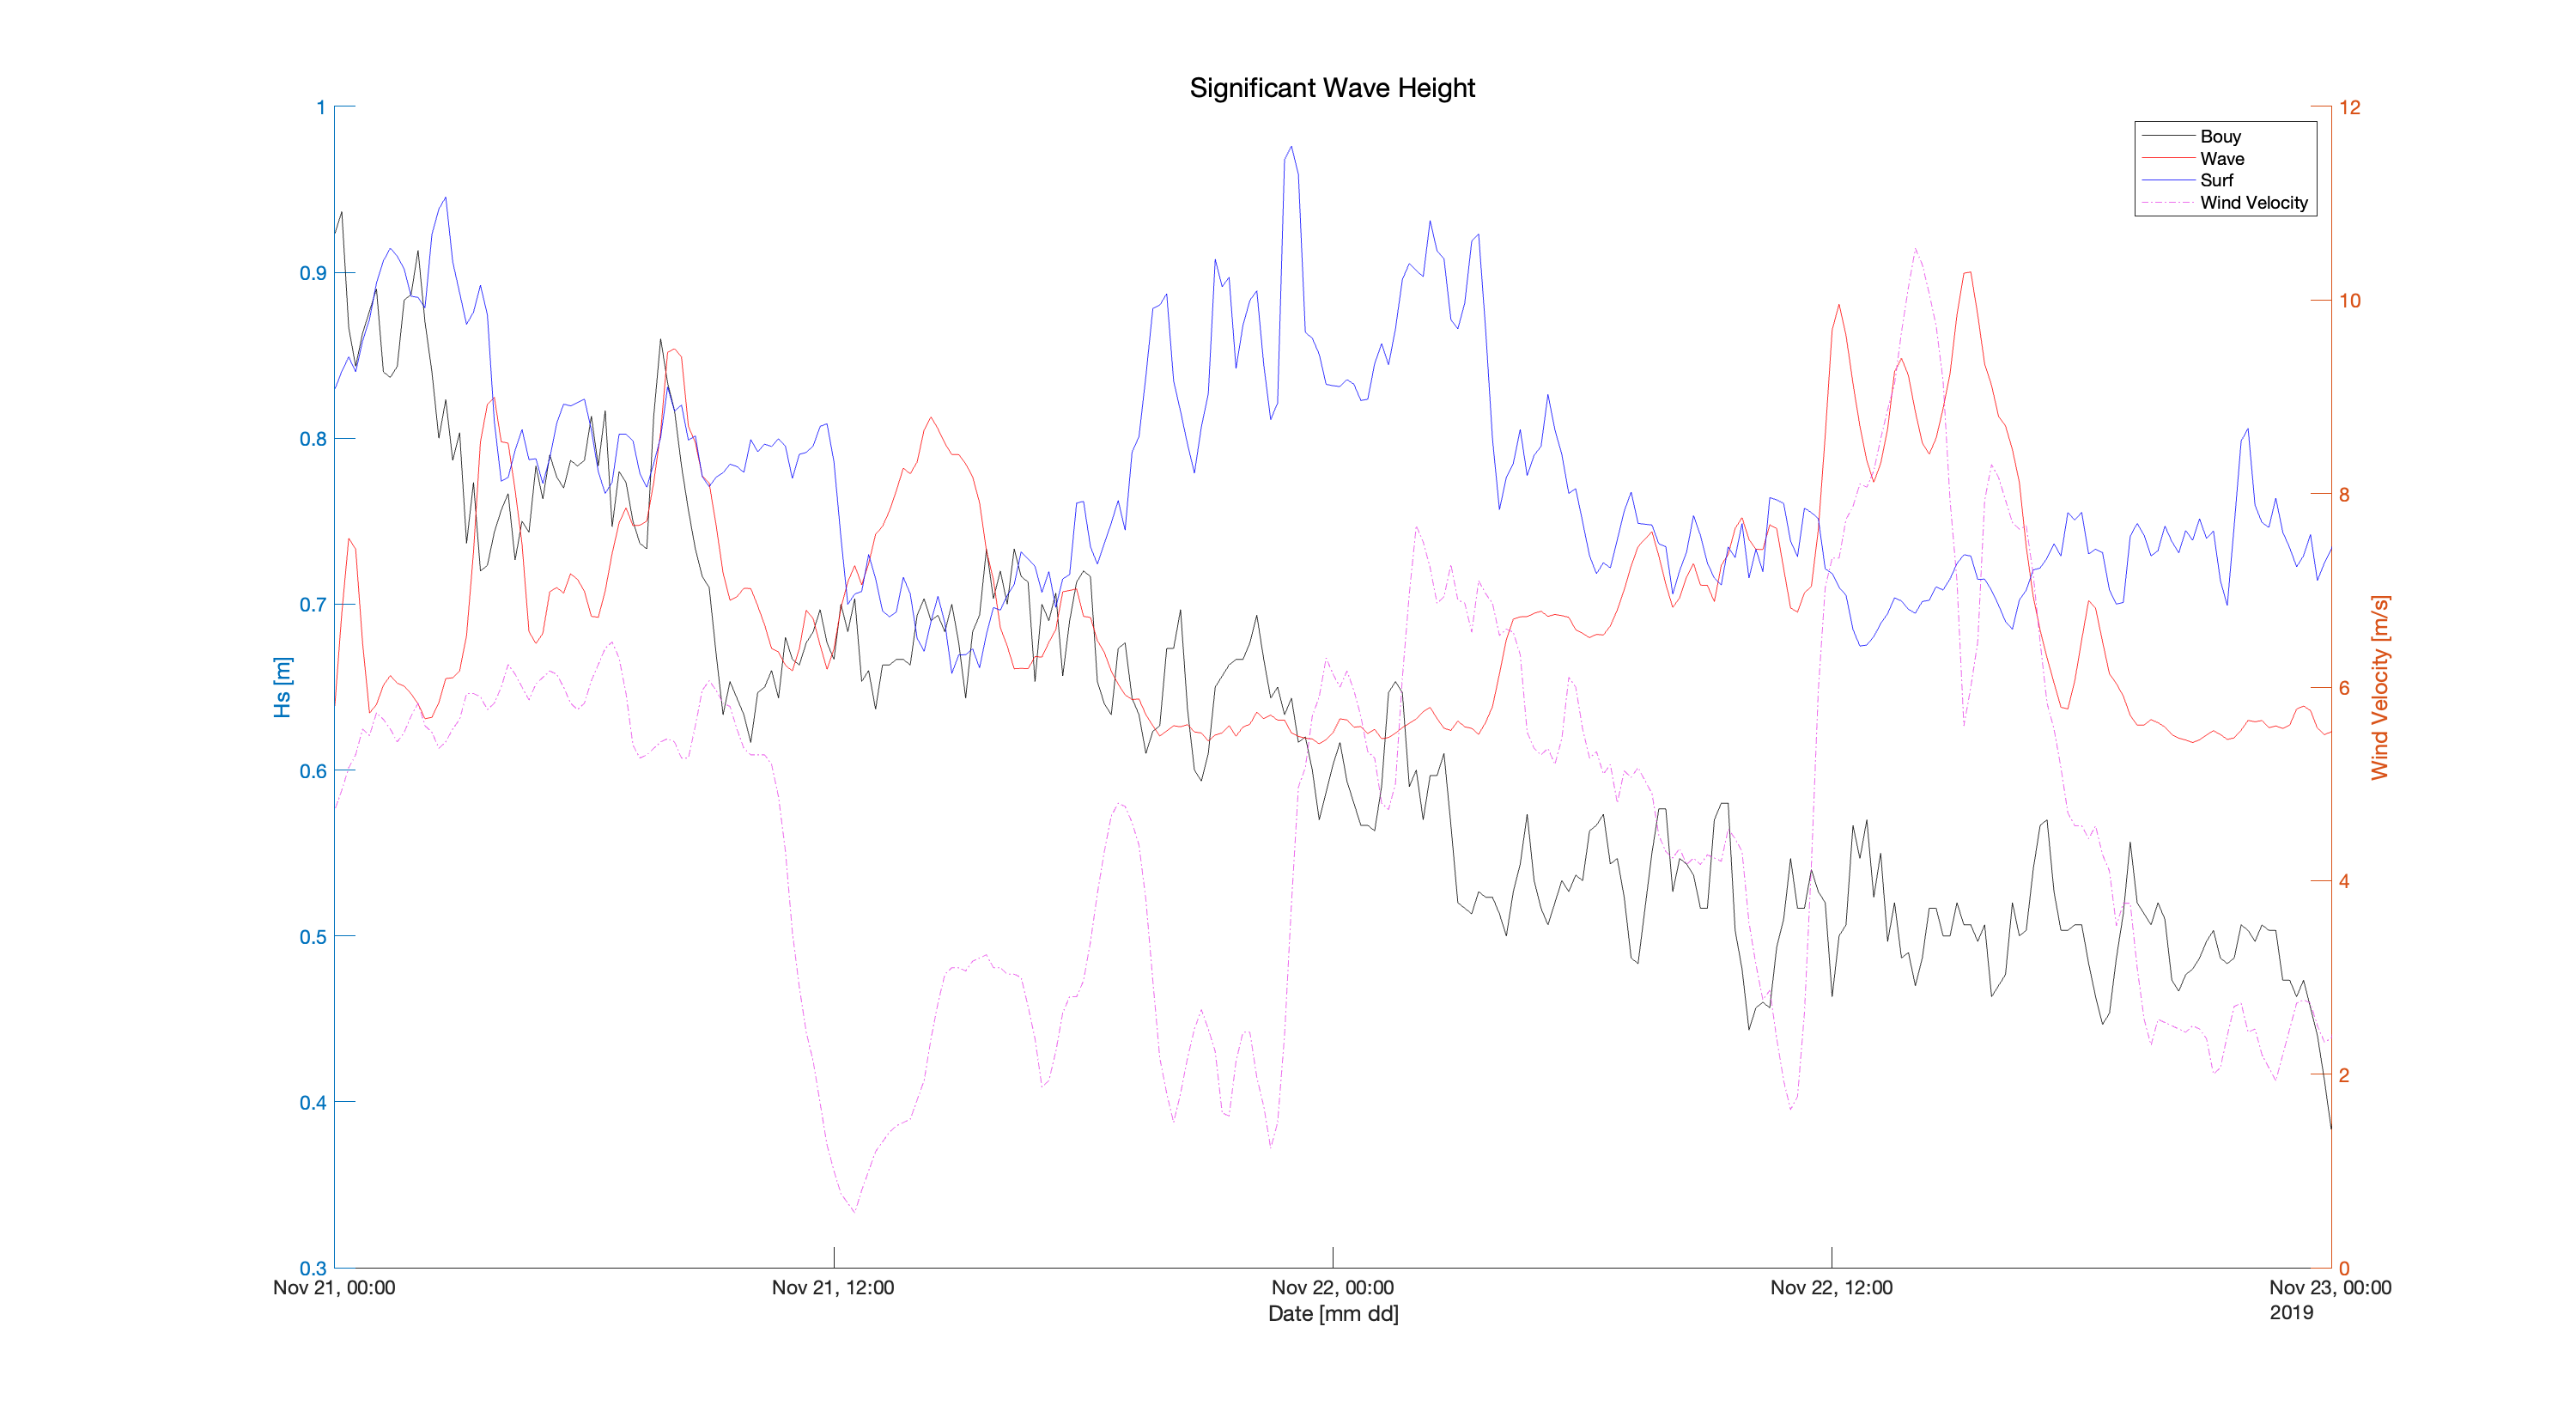 Significant Wave Height
1
0.9
0.8
0.7
0.6
0.5
0.4
0.3
Hs [m]
12
10
8
6
4
2
0
Wind Velocity [m/s]
Bouy
Wave
Surf
Wind Velocity
Nov 21, 00:00
Nov 21, 12:00
Nov 22, 00:00
Nov 22, 12:00
Nov 23, 00:00
2019
Date [mm dd]